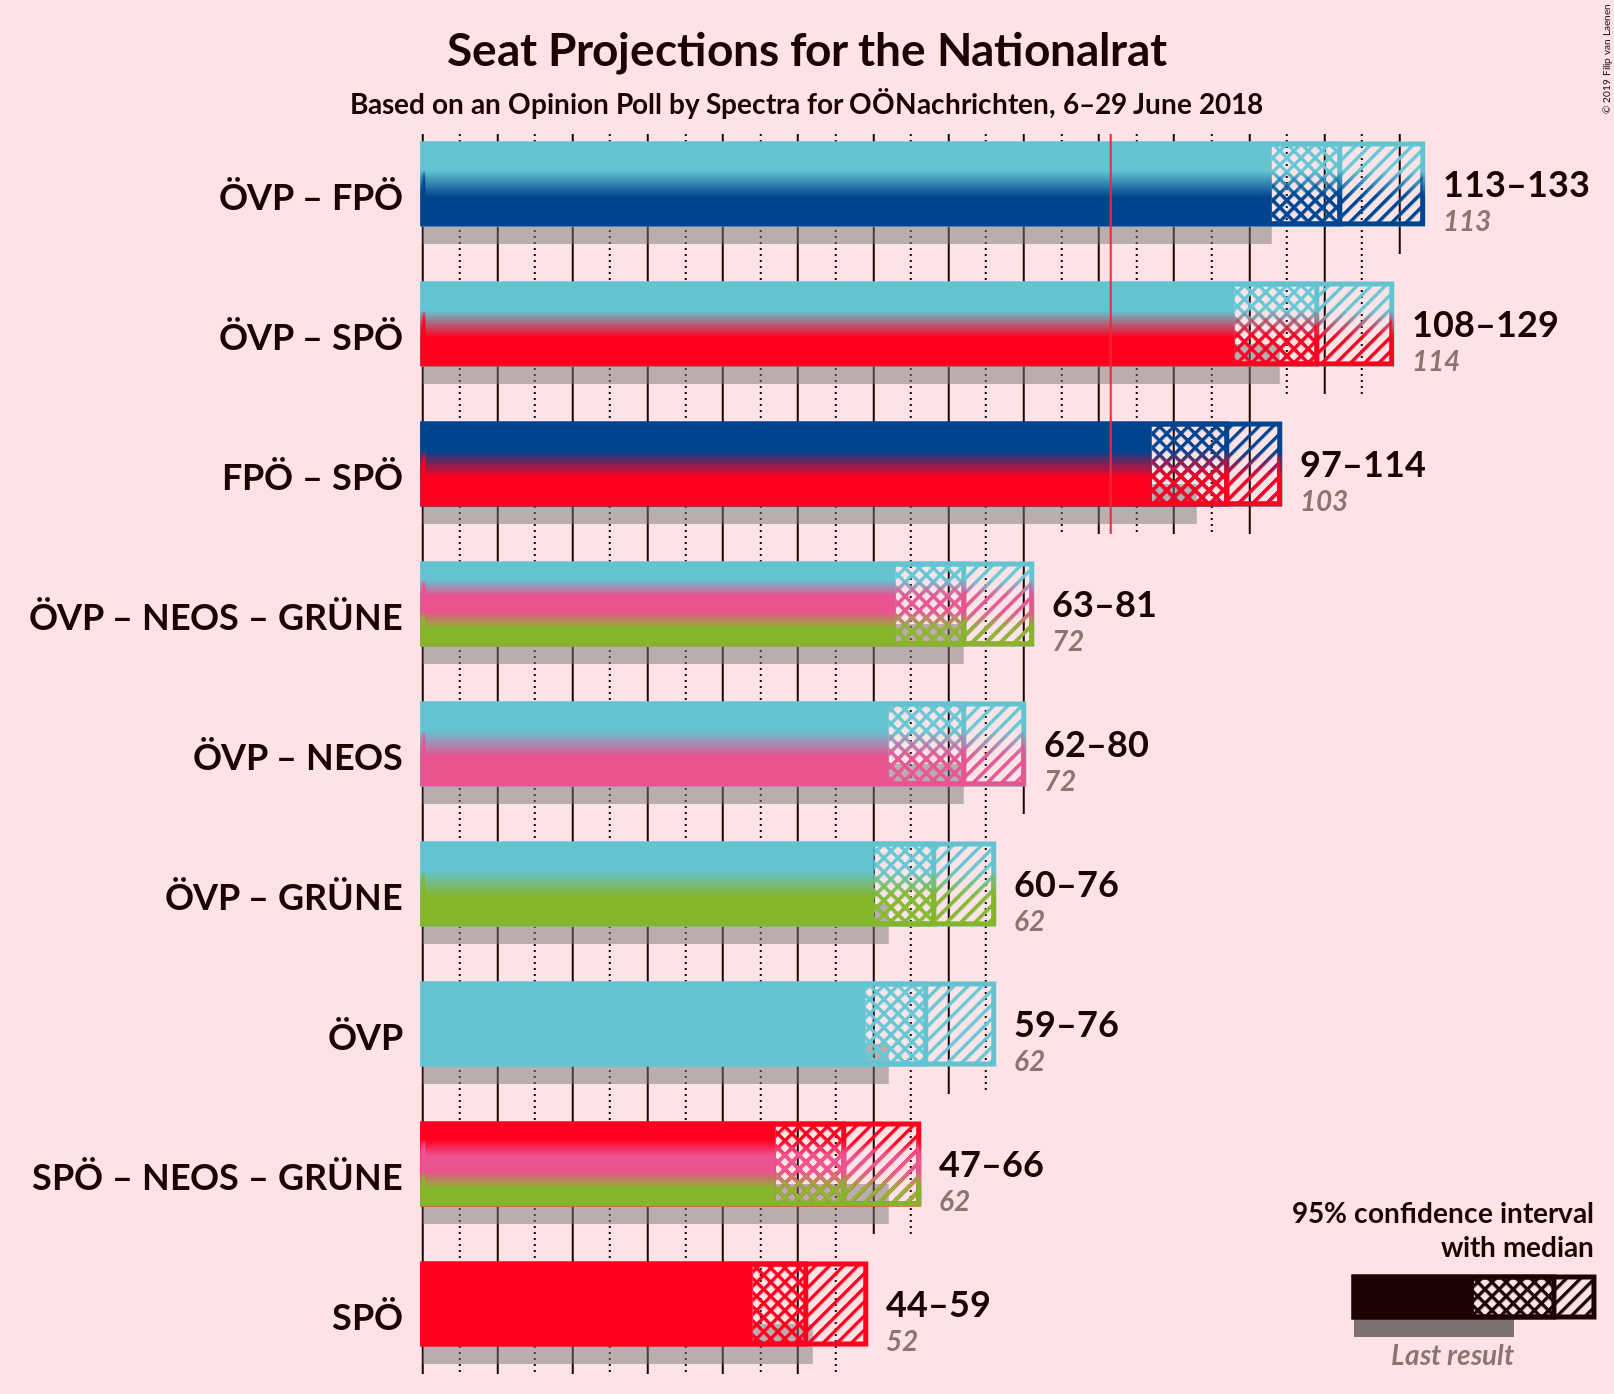 Seat Projections for the Nationalrat
Based on an Opinion Poll by Spectra for OÖNachrichten, 6–29 June 2018
© 2019 Filip van Laenen
ÖVP – FPÖ
113–133
113
ÖVP – SPÖ
108–129
114
FPÖ – SPÖ
97–114
103
ÖVP – NEOS – GRÜNE
63–81
72
ÖVP – NEOS
62–80
72
ÖVP – GRÜNE
60–76
62
ÖVP
59–76
62
SPÖ – NEOS – GRÜNE
47–66
62
SPÖ
44–59
52
95% confidence interval
with median
Last result